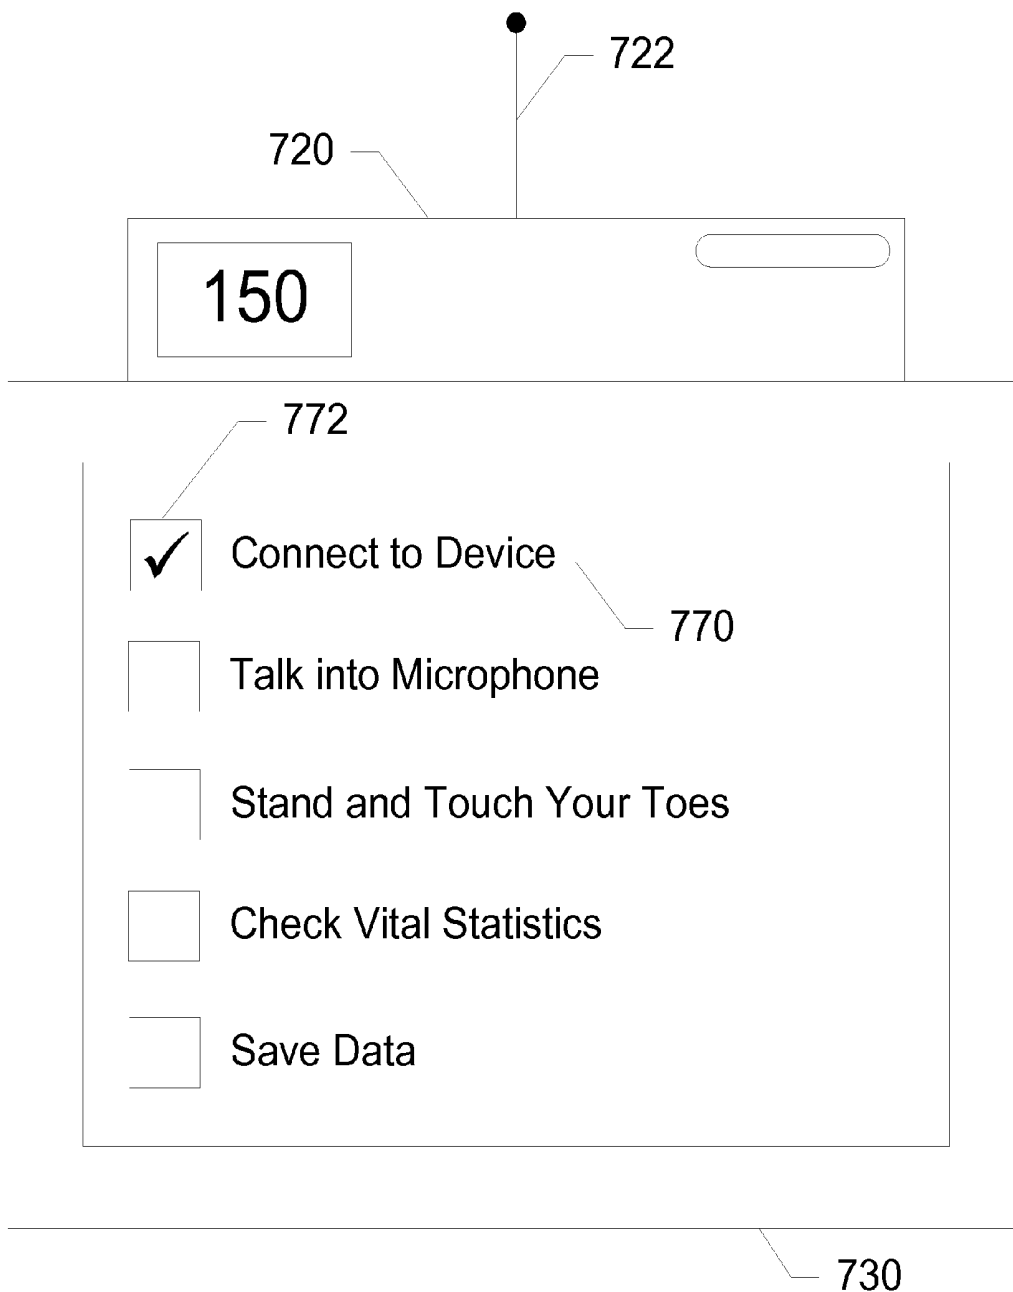 722
720
150
772
✓ Connect to Device
770
Talk into Microphone
Stand and Touch Your Toes
Check Vital Statistics
Save Data
730